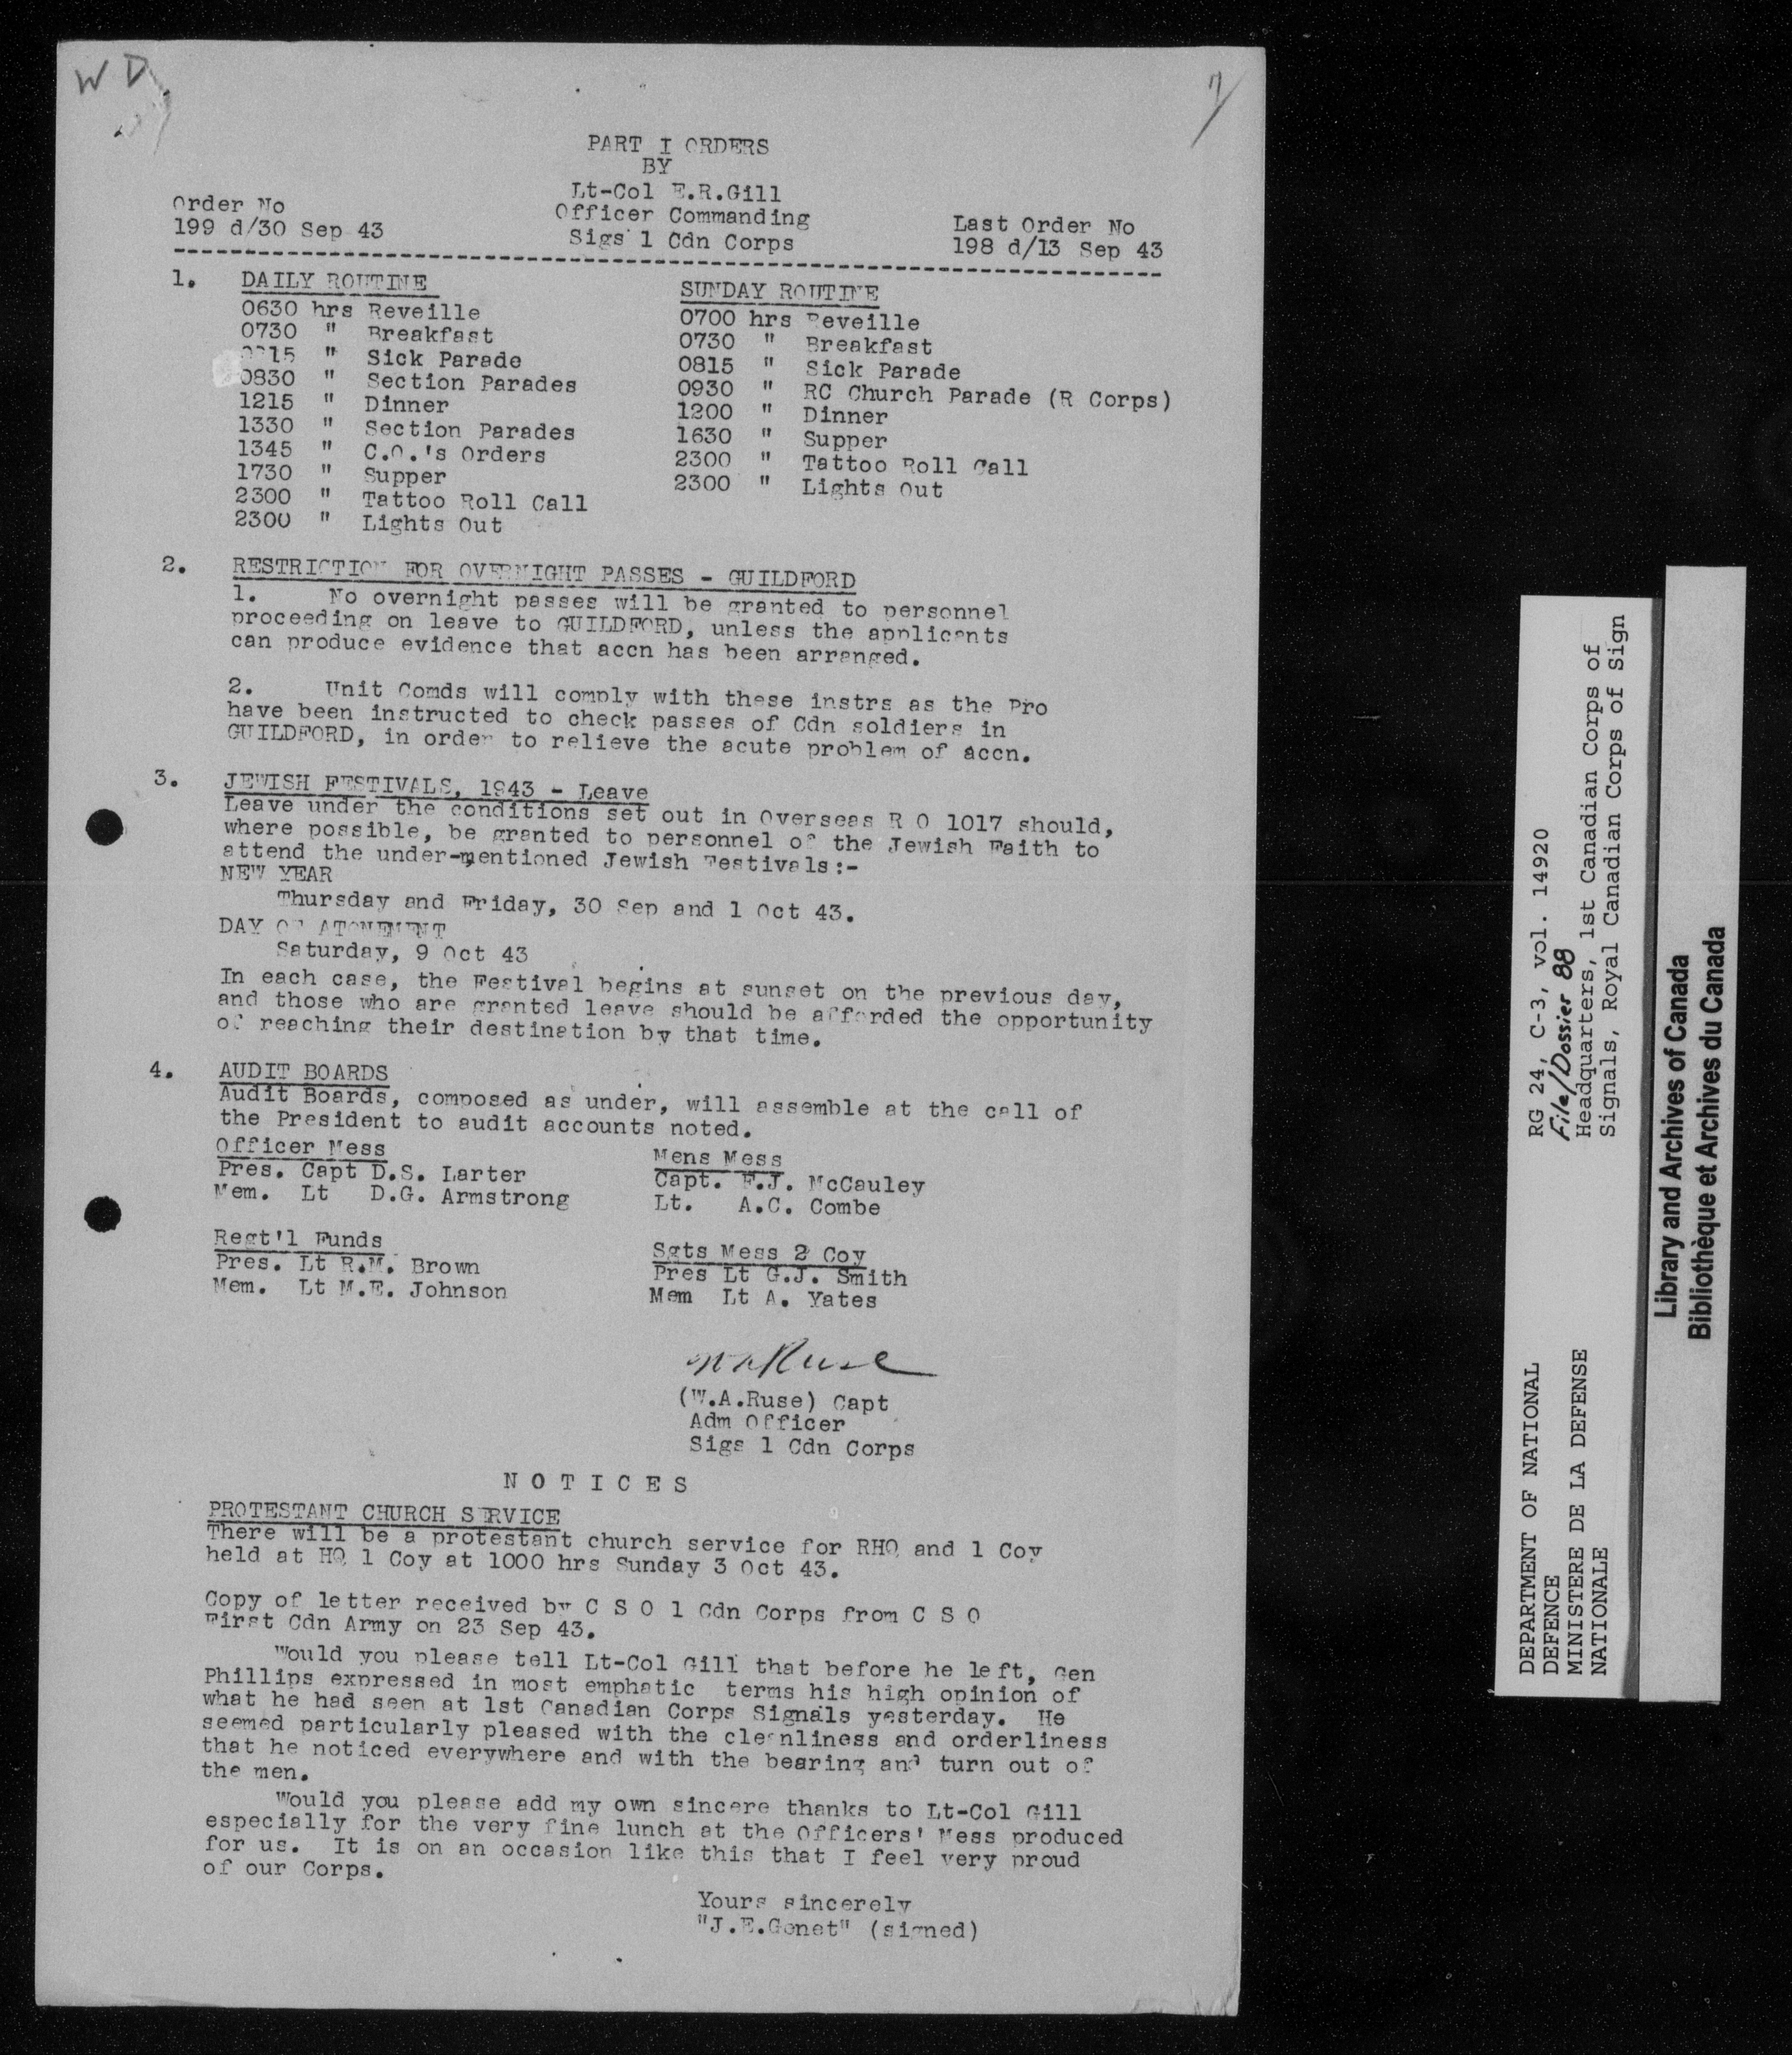 W D
7
PART I ORDERS
BY
Lt-Col E.R.Gill
Officer Commanding
Sigs 1 Cdn Corps
Order No
199 d/30 Sep 43
Last Order No
198 d/13 Sep 43
1. DAILY ROUTINE
0630 hrs Reveille
0730 " Breakfast
0815 " Sick Parade
0830 " Section Parades
1215 " Dinner
1330 " Section Parades
1345 " C.O.'s Orders
1730 " Supper
2300 " Tattoo Roll Call
2300 " Lights Out
SUNDAY ROUTINE
0700 hrs Reveille
0730 " Breakfast
0815 " Sick Parade
0930 " RC Church Parade (R Corps)
1200 " Dinner
1630 " Supper
2300 " Tattoo Roll Call
2300 " Lights Out
2. RESTRICTION FOR OVERNIGHT PASSES - GUILDFORD
1. No overnight passes will be granted to personnel
proceeding on leave to GUILDFORD, unless the applicants
can produce evidence that accn has been arranged.
2. Unit Comds will comply with these instrs as the Pro
have been instructed to check passes of Cdn soldiers in
GUILDFORD, in order to relieve the acute problem of accn.
3. JEWISH FESTIVALS, 1943 - Leave
Leave under the conditions set out in Overseas R O 1017 should,
where possible, be granted to personnel of the Jewish Faith to
attend the under-mentioned Jewish Festivals:-
NEW YEAR
Thursday and Friday, 30 Sep and 1 Oct 43.
DAY OF ATONEMENT
Saturday, 9 Oct 43
In each case, the Festival begins at sunset on the previous day,
and those who are granted leave should be afforded the opportunity
of reaching their destination by that time.
4. AUDIT BOARDS
Audit Boards, composed as under, will assemble at the call of
the President to audit accounts noted.
Officer Mess
Pres. Capt D.S. Larter
Mem. Lt D.G. Armstrong
Mens Mess
Capt. F.J. McCauley
Lt. A.C. Combe
Regt'l Funds
Pres. Lt R.M. Brown
Mem. Lt M.E. Johnson
Sgts Mess 2 Coy
Pres Lt G.J. Smith
Mem Lt A. Yates
WARuse
(W.A.Ruse) Capt
Adm Officer
Sigs 1 Cdn Corps
N O T I C E S
PROTESTANT CHURCH SERVICE
There will be a protestant church service for RHQ and 1 Coy
held at HQ 1 Coy at 1000 hrs Sunday 3 Oct 43.
Copy of letter received by C S O 1 Cdn Corps from C S O
First Cdn Army on 23 Sep 43.
Would you please tell Lt-Col Gill that before he left, Gen
Phillips expressed in most emphatic terms his high opinion of
what he had seen at 1st Canadian Corps Signals yesterday. He
seemed particularly pleased with the cleanliness and orderliness
that he noticed everywhere and with the bearing and turn out of
the men.
Would you please add my own sincere thanks to Lt-Col Gill
especially for the very fine lunch at the Officers' Mess produced
for us. It is on an occasion like this that I feel very proud
of our Corps.
Yours sincerely
"J.E.Genet" (signed)
DEPARTMENT OF NATIONAL
DEFENCE
MINISTERE DE LA DEFENSE
NATIONALE
RG 24, C-3, vol. 14920
File/Dossier 88
Headquarters, 1st Canadian Corps of
Signals, Royal Canadian Corps of Sign
Library and Archives of Canada
Bibliothèque et Archives du Canada